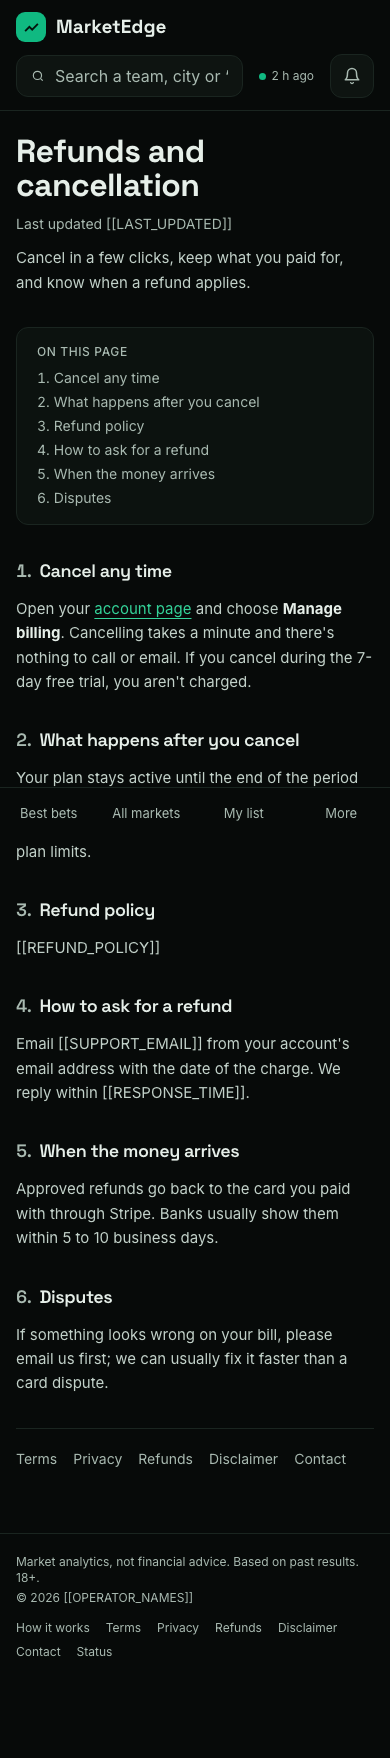 MarketEdge
Search a team, city or
2 h ago
Refunds and
cancellation
Last updated [[LAST_UPDATED]]
Cancel in a few clicks, keep what you paid for,
and know when a refund applies.
ON THIS PAGE
1. Cancel any time
2. What happens after you cancel
3. Refund policy
4. How to ask for a refund
5. When the money arrives
6. Disputes
1. Cancel any time
Open your account page and choose Manage
billing. Cancelling takes a minute and there's
nothing to call or email. If you cancel during the 7-
day free trial, you aren't charged.
2. What happens after you cancel
Your plan stays active until the end of the period
Best bets All markets My list More
plan limits.
3. Refund policy
[[REFUND_POLICY]]
4. How to ask for a refund
Email [[SUPPORT_EMAIL]] from your account's
email address with the date of the charge. We
reply within [[RESPONSE_TIME]].
5. When the money arrives
Approved refunds go back to the card you paid
with through Stripe. Banks usually show them
within 5 to 10 business days.
6. Disputes
If something looks wrong on your bill, please
email us first; we can usually fix it faster than a
card dispute.
Terms Privacy Refunds Disclaimer Contact
Market analytics, not financial advice. Based on past results.
18+.
© 2026 [[OPERATOR_NAMES]]
How it works Terms Privacy Refunds Disclaimer
Contact Status